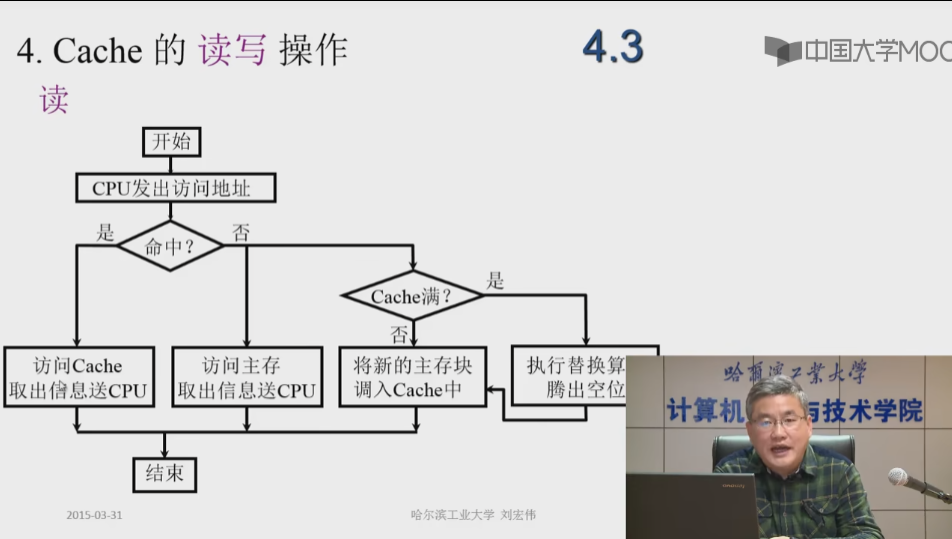 4. Cache 的 读写 操作
4.3
中国大学MOO
读
开始
CPU发出访问地址
是
否
命中?
Cache满?
是
否
访问Cache
取出信息送CPU
访问主存
取出信息送CPU
将新的主存块
调入Cache中
执行替换算
腾出空位
结束
2015-03-31
哈尔滨工业大学 刘宏伟
哈尔滨工业大学
计算机
与技术学院